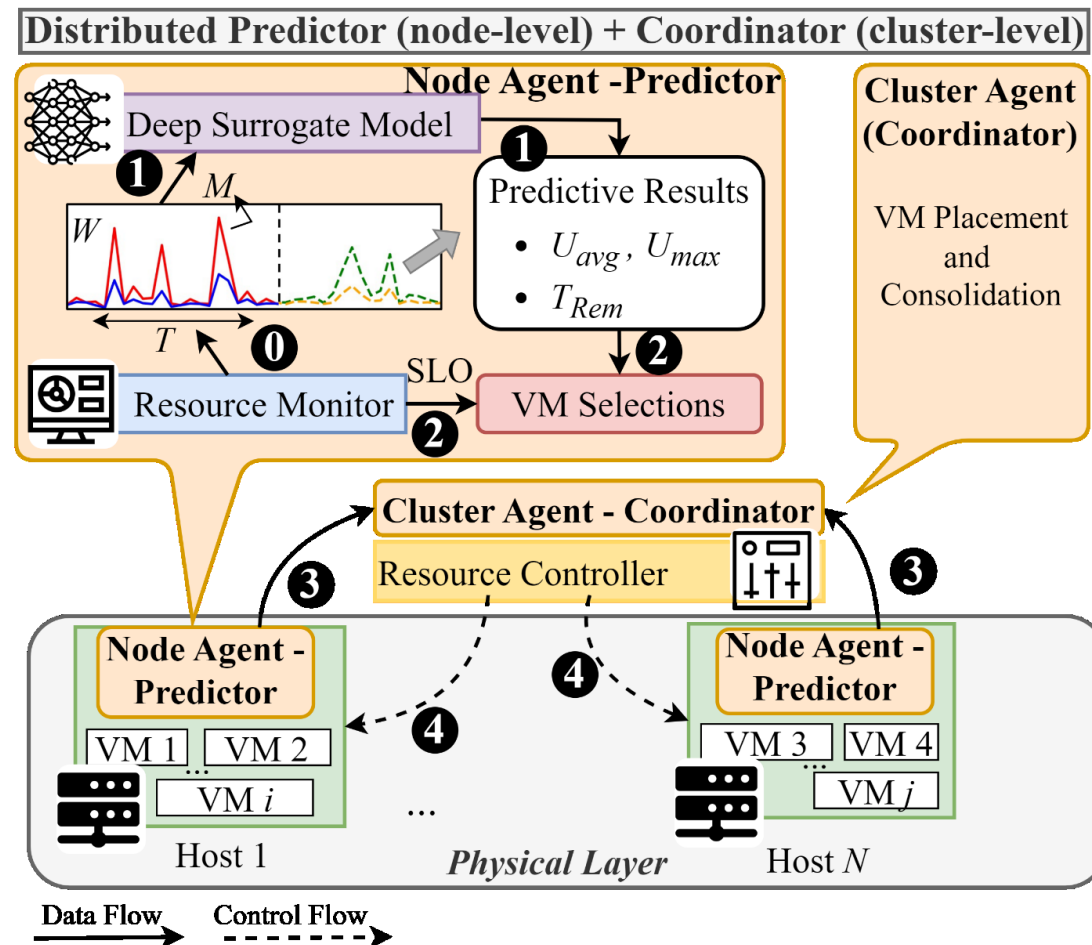 Distributed Predictor (node-level) + Coordinator (cluster-level)
Node Agent -Predictor
Deep Surrogate Model
1
1
M
W
T
0
Predictive Results
• U_avg , U_max
• T_Rem
2
Resource Monitor
SLO
2
VM Selections
Cluster Agent
(Coordinator)
VM Placement
and
Consolidation
Cluster Agent - Coordinator
Resource Controller
3
3
4
4
Node Agent -
Predictor
VM 1
VM 2
...
VM i
Host 1
...
Node Agent -
Predictor
VM 3
VM 4
...
VM j
Host N
Physical Layer
Data Flow
Control Flow